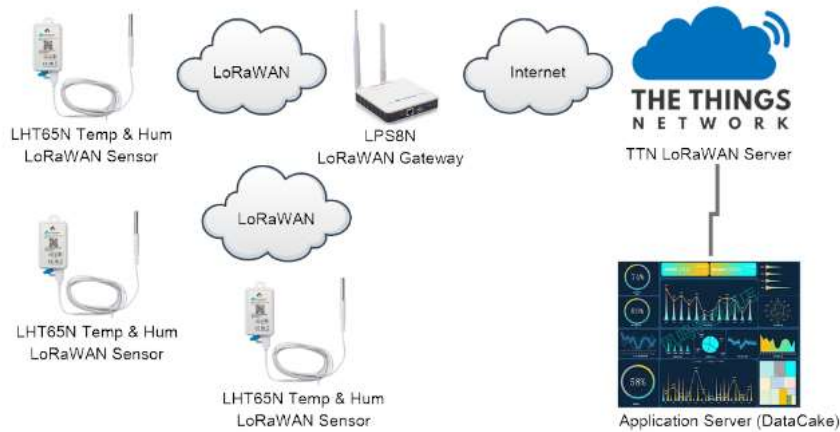 LoRaWAN
Internet
THE THINGS
NETWORK
LHT65N Temp & Hum
LoRaWAN Sensor
LPS8N
LoRaWAN Gateway
TTN LoRaWAN Server
LoRaWAN
LHT65N Temp & Hum
LoRaWAN Sensor
LHT65N Temp & Hum
LoRaWAN Sensor
58%
Application Server (DataCake)